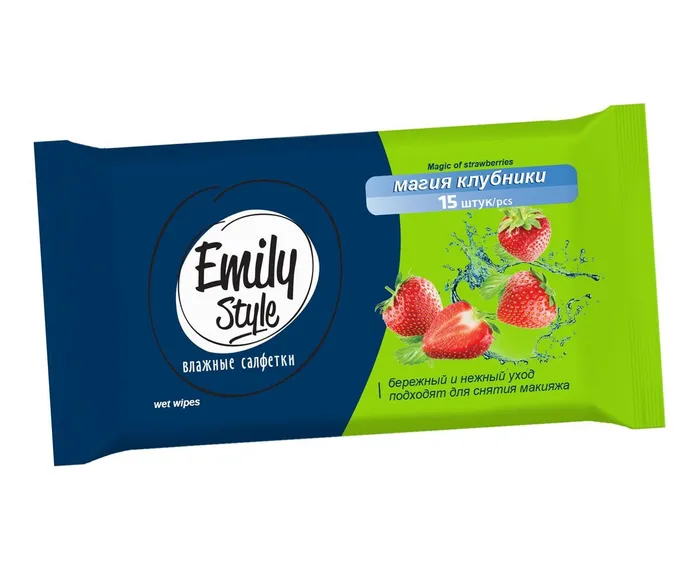 Emily
Style
влажные салфетки
wet wipes
Magic of strawberries
магия клубники
15 штук/pcs
бережный и нежный уход
подходят для снятия макияжа